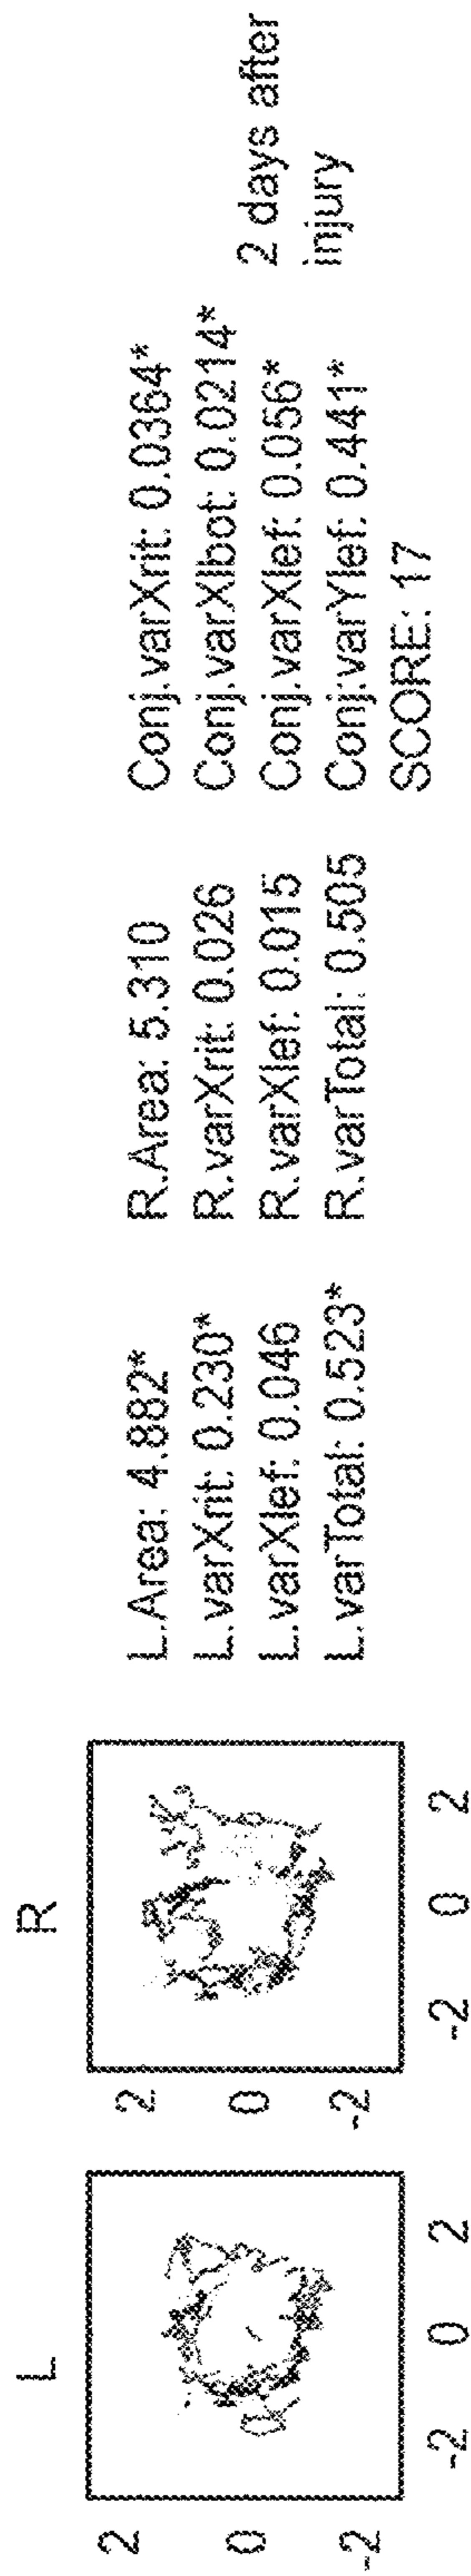 L
2
0
-2
-2 0 2
R
2
0
-2
-2 0 2
L.Area: 4.882*
L.varXrit: 0.230*
L.varXlef: 0.046
L.varTotal: 0.523*
R.Area: 5.310
R.varXrit: 0.026
R.varXlef: 0.015
R.varTotal: 0.505
Conj.varXrit: 0.0364*
Conj.varXlbot: 0.0214*
Conj.varXlef: 0.056*
Conj.varYlef: 0.441*
SCORE: 17
2 days after
injury